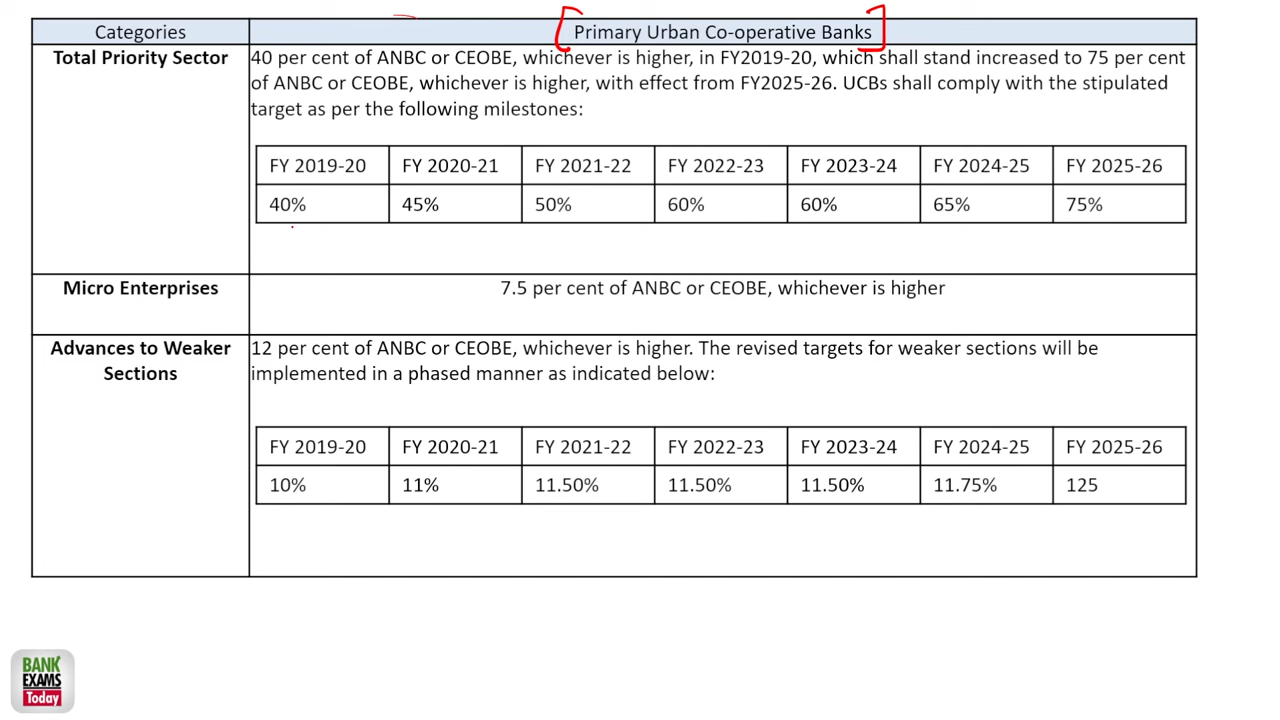 Categories
Primary Urban Co-operative Banks
Total Priority Sector
40 per cent of ANBC or CEOBE, whichever is higher, in FY2019-20, which shall stand increased to 75 per cent
of ANBC or CEOBE, whichever is higher, with effect from FY2025-26. UCBs shall comply with the stipulated
target as per the following milestones:
FY 2019-20 FY 2020-21 FY 2021-22 FY 2022-23 FY 2023-24 FY 2024-25 FY 2025-26
40% 45% 50% 60% 60% 65% 75%
Micro Enterprises
7.5 per cent of ANBC or CEOBE, whichever is higher
Advances to Weaker
Sections
12 per cent of ANBC or CEOBE, whichever is higher. The revised targets for weaker sections will be
implemented in a phased manner as indicated below:
FY 2019-20 FY 2020-21 FY 2021-22 FY 2022-23 FY 2023-24 FY 2024-25 FY 2025-26
10% 11% 11.50% 11.50% 11.50% 11.75% 125
BANK
EXAMS
Today